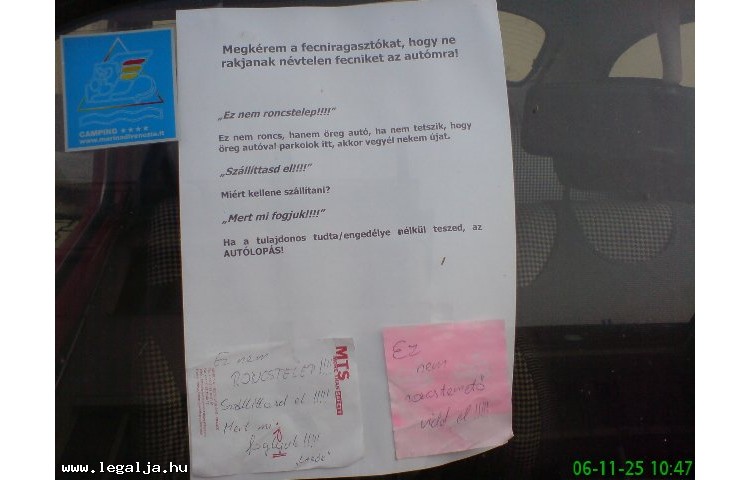 Megkérem a fecniragasztókat, hogy ne
rakjanak névtelen fecniket az autómra!
„Ez nem roncstelep!!!!”
Ez nem roncs, hanem öreg autó, ha nem tetszik, hogy
öreg autóval parkolok itt, akkor vegyél nekem újat.
„Szállíttasd el!!!!”
Miért kellene szállítani?
„Mert mi fogjuk!!!!”
Ha a tulajdonos tudta/engedélye nélkül teszed, az
AUTÓLOPÁS!
CAMPING ★★★★
Ez nem
!!!!
Szállíttasd el !!!!
Mert mi
!!!!
MTS
Ez
nem
roncstemető
vidd el !!!!
www.legalja.hu
06-11-25 10:47